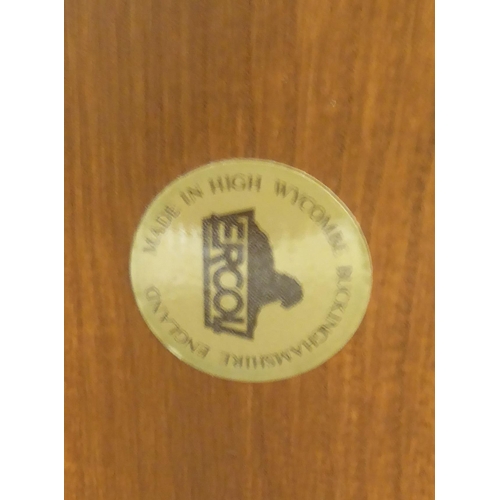 MADE IN HIGH WYCOMBE BUCKINGHAMSHIRE ENGLAND
ERCOL